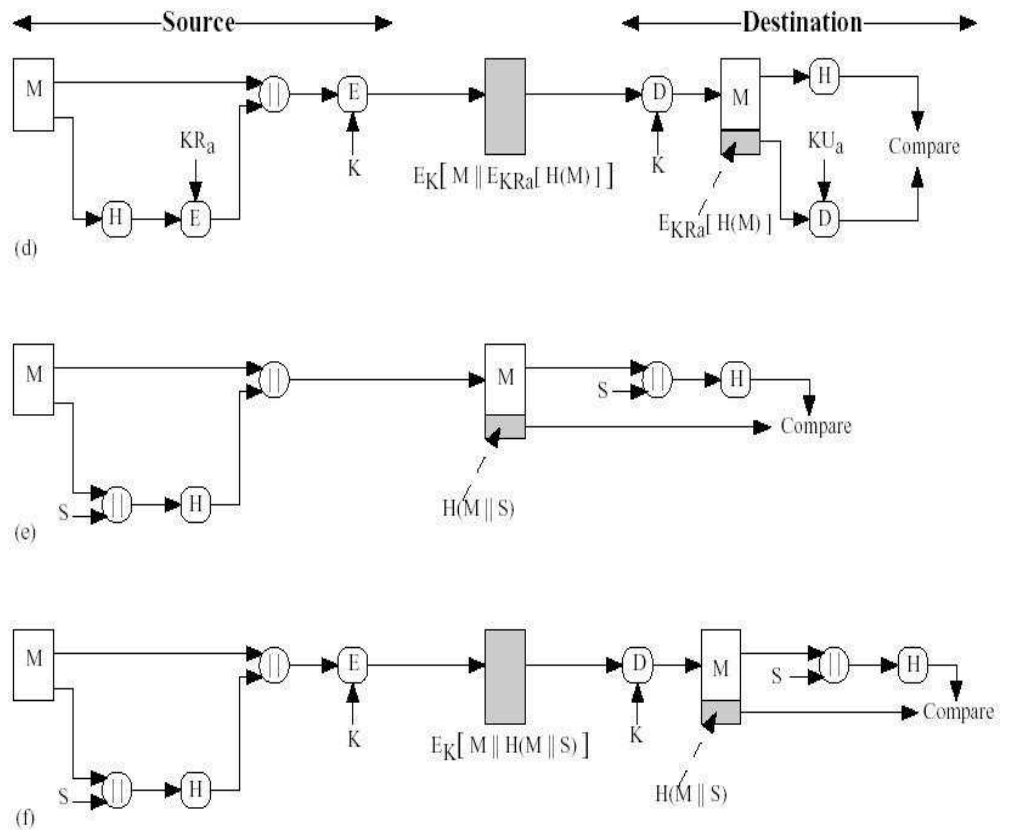 Source
Destination
M
||
E
D
M
H
KRa
K
EK[ M || EKRa[ H(M) ] ]
K
KUa
Compare
H
E
EKRa[ H(M) ]
D
(d)
M
||
M
S
||
H
Compare
S
||
H
H(M || S)
(e)
M
||
E
D
M
S
||
H
K
EK[ M || H(M || S) ]
K
Compare
S
||
H
H(M || S)
(f)